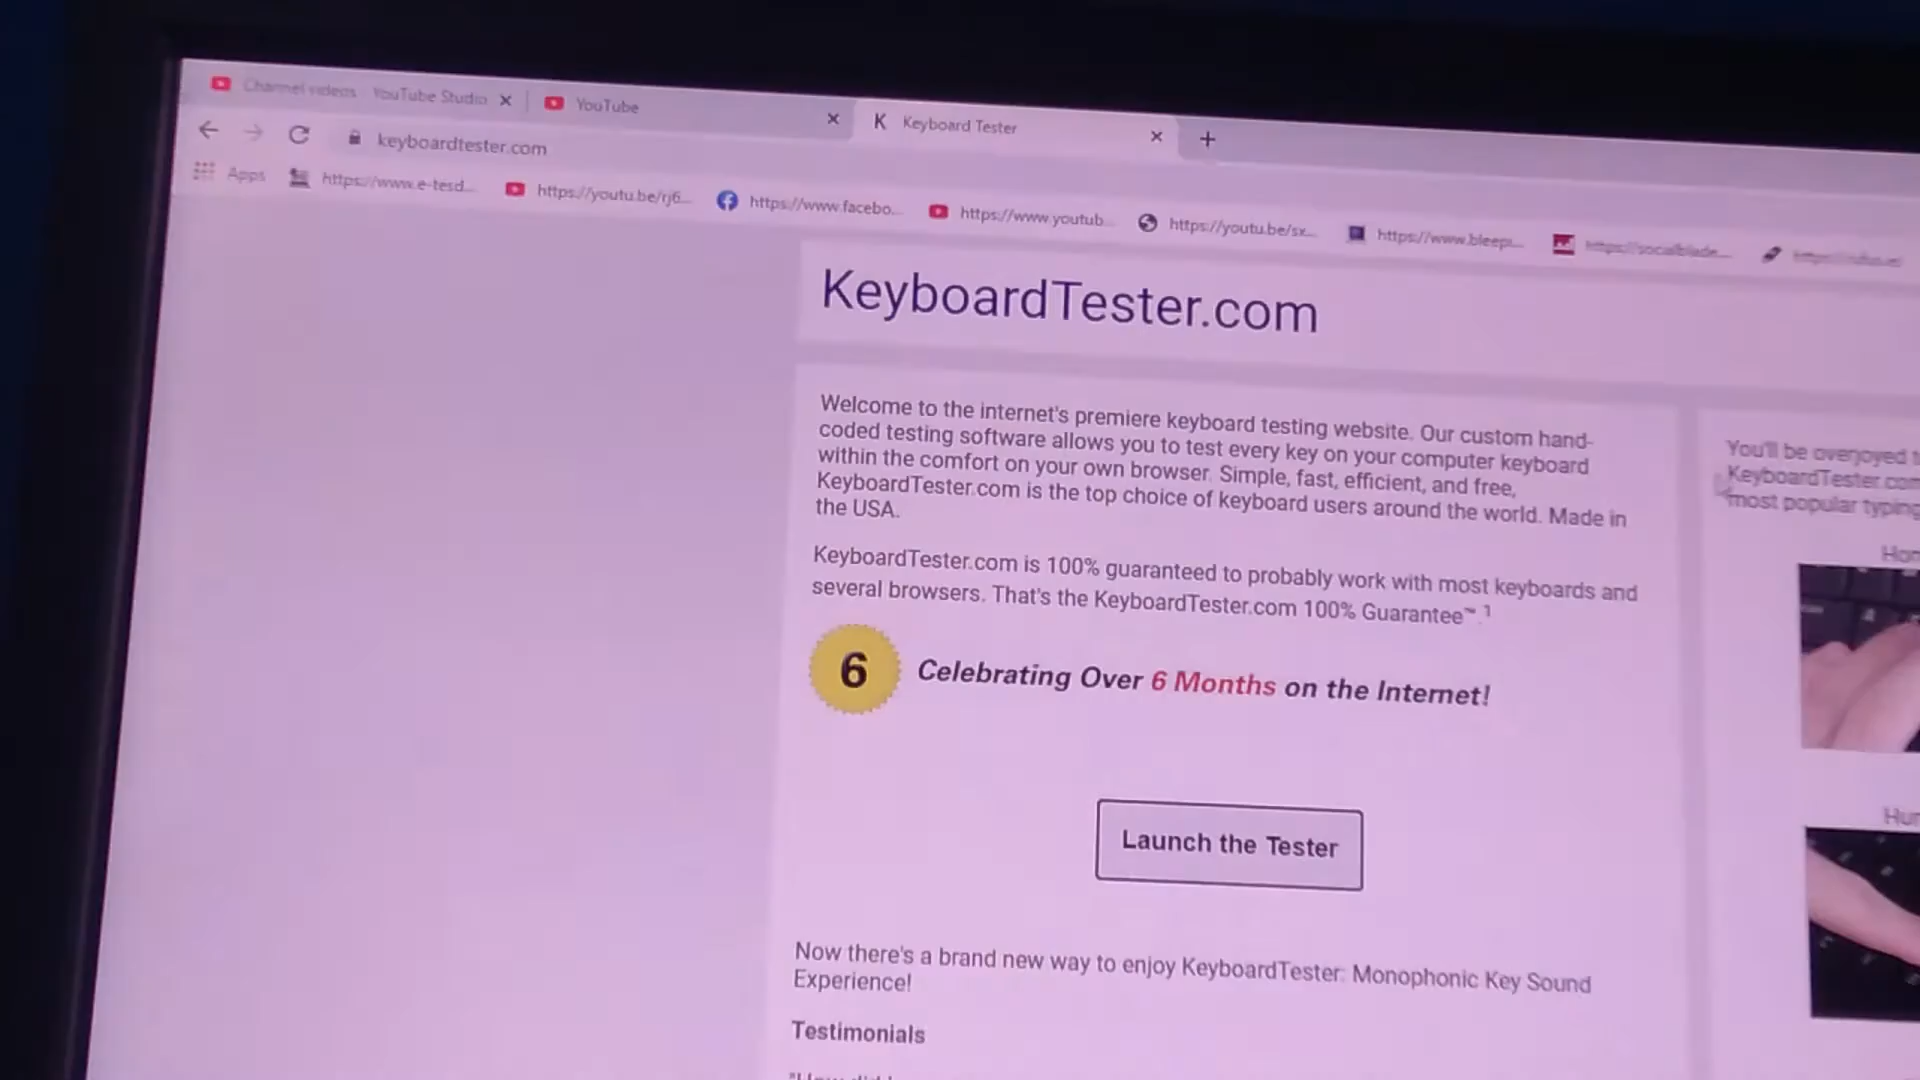 Channel videos YouTube Studio
YouTube
K Keyboard Tester
keyboardtester.com
Apps
https://www.e-tesd...
https://youtu.be/rj6...
https://www.facebo...
https://www.youtub...
https://youtu.be/sx...
https://www.bleepi...
https://socialblade...
KeyboardTester.com
Welcome to the internet's premiere keyboard testing website. Our custom hand-
coded testing software allows you to test every key on your computer keyboard
within the comfort on your own browser. Simple, fast, efficient, and free,
KeyboardTester.com is the top choice of keyboard users around the world. Made in
the USA.
KeyboardTester.com is 100% guaranteed to probably work with most keyboards and
several browsers. That's the KeyboardTester.com 100% Guarantee™.¹
6
Celebrating Over 6 Months on the Internet!
Launch the Tester
Now there's a brand new way to enjoy KeyboardTester: Monophonic Key Sound
Experience!
Testimonials
You'll be overjoyed
KeyboardTester.com
most popular typing